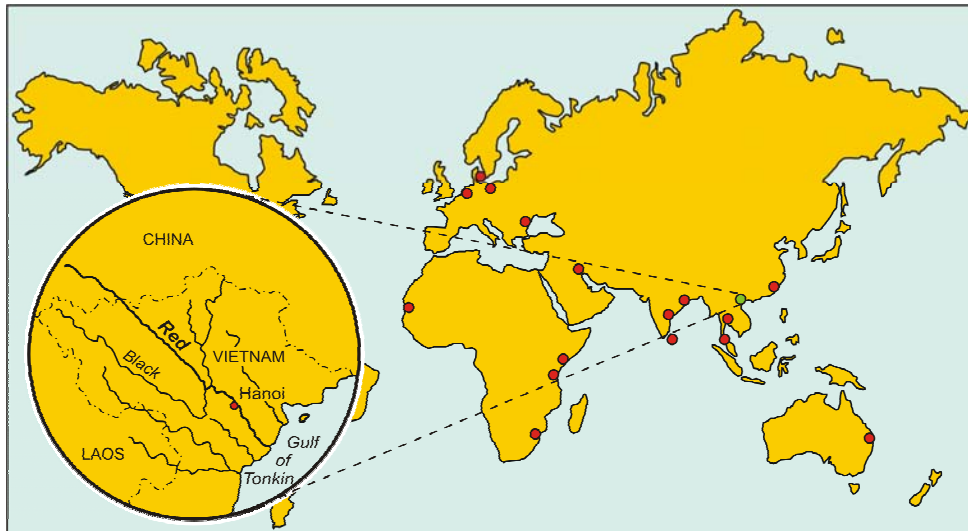 CHINA
Red
Black
VIETNAM
Hanoi
LAOS
Gulf
of
Tonkin